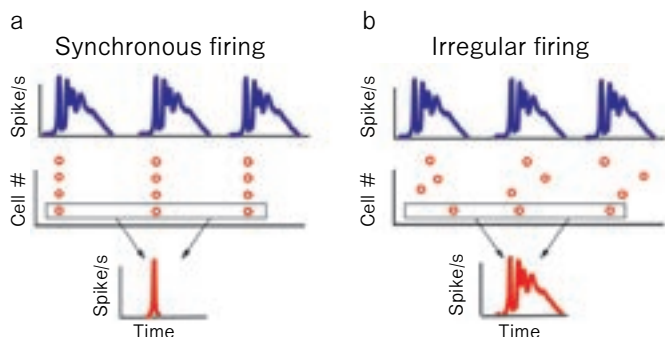 a
Synchronous firing
Spike/s
Cell #
Spike/s
Time
b
Irregular firing
Spike/s
Cell #
Spike/s
Time